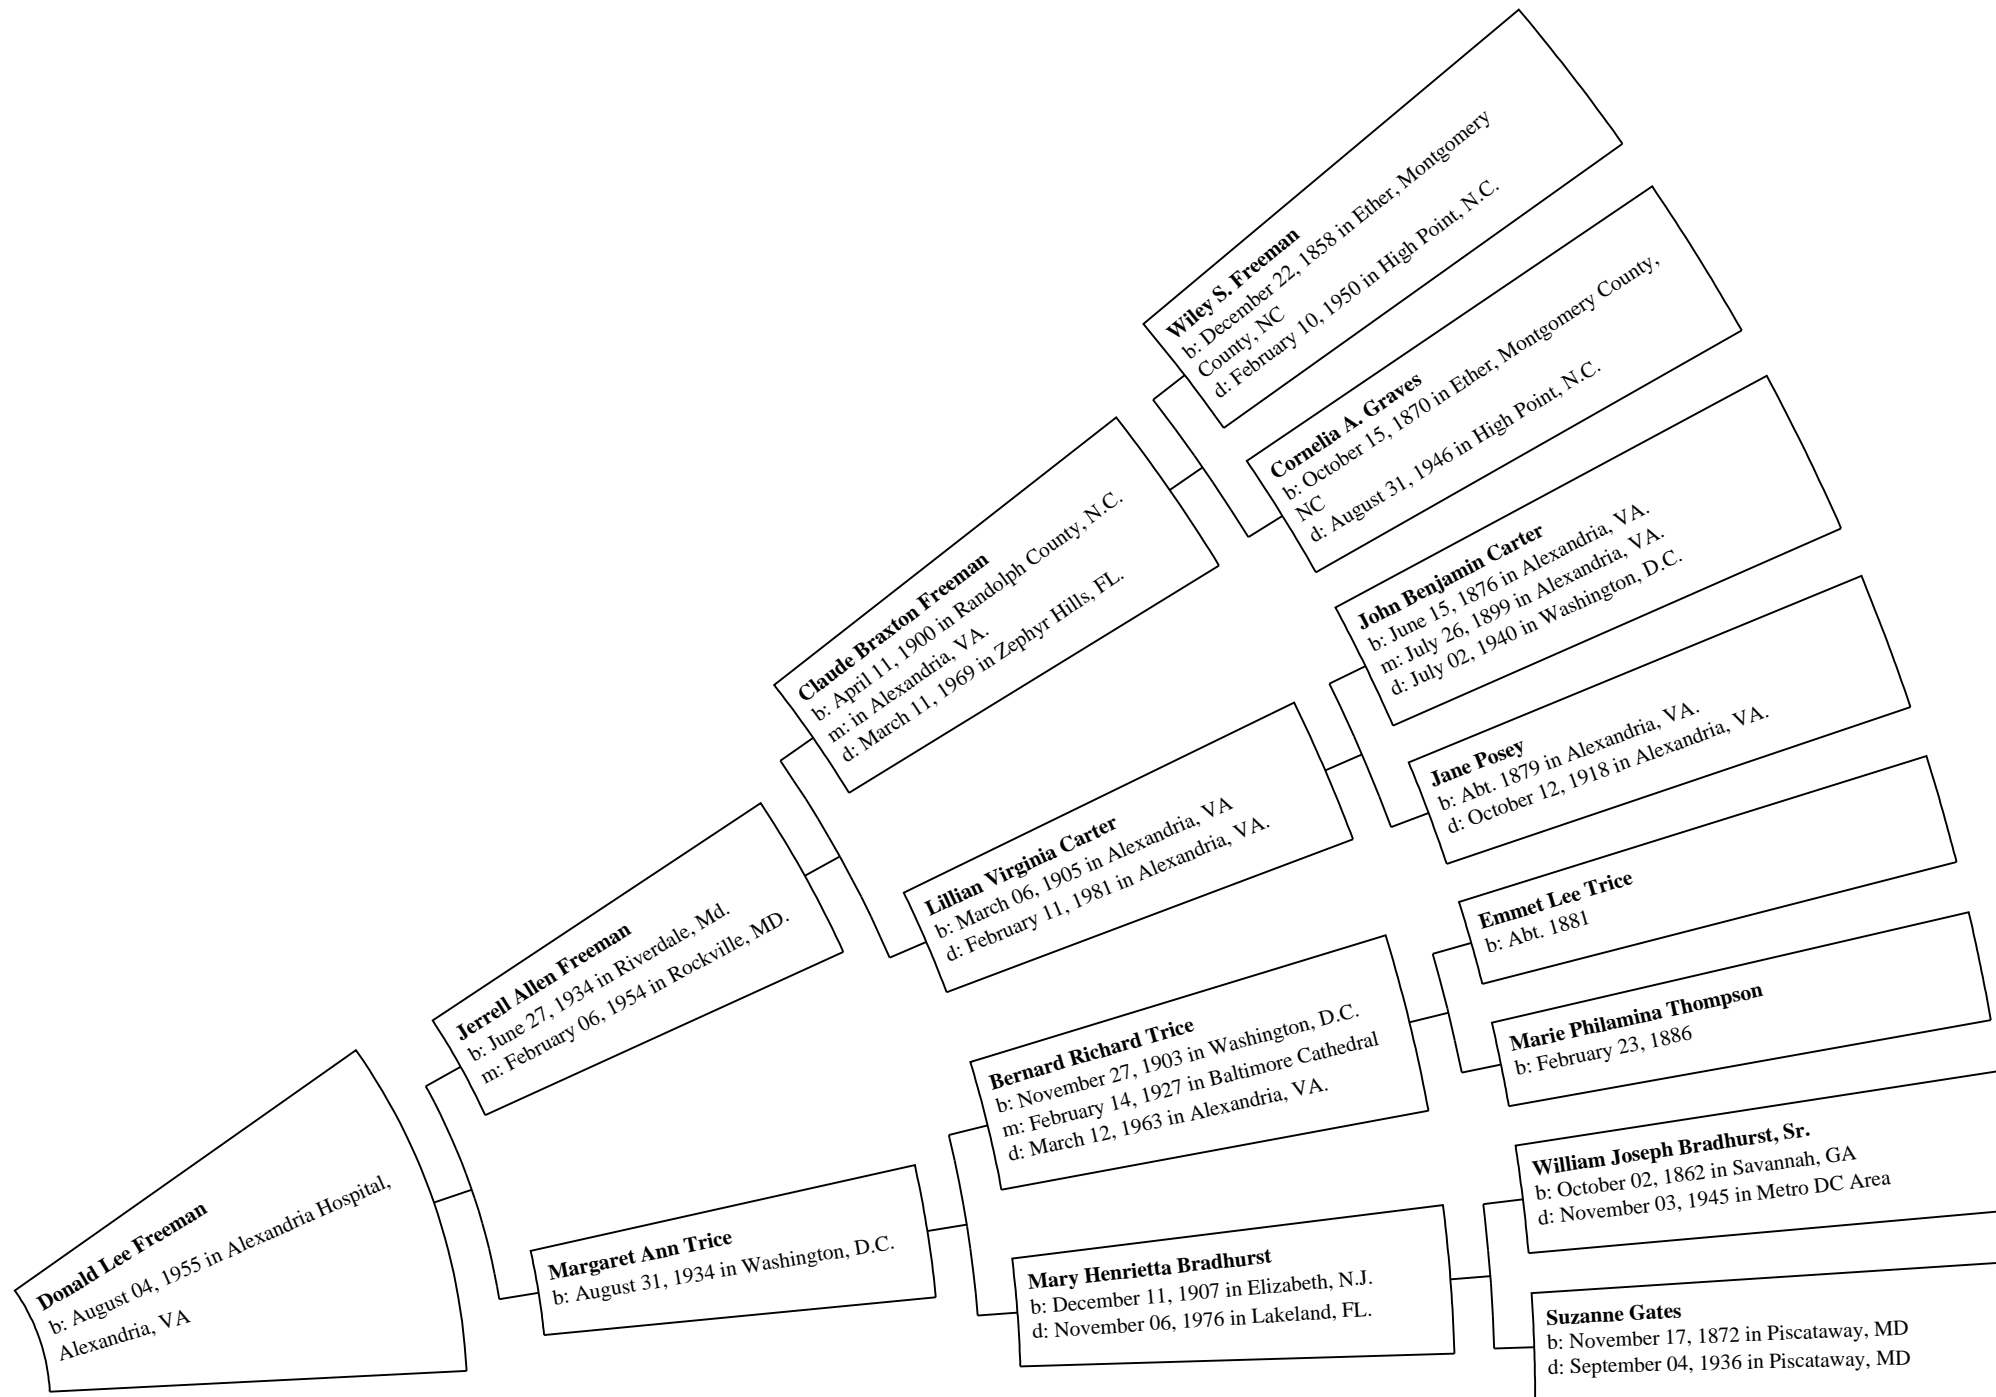 Wiley S. Freeman
b: December 22, 1858 in Ether, Montgomery
County, NC
d: February 10, 1950 in High Point, N.C.
Cornelia A. Graves
b: October 15, 1870 in Ether, Montgomery County,
NC
d: August 31, 1946 in High Point, N.C.
Claude Braxton Freeman
b: April 11, 1900 in Randolph County, N.C.
m: in Alexandria, VA.
d: March 11, 1969 in Zephyr Hills, FL.
John Benjamin Carter
b: June 15, 1876 in Alexandria, VA.
m: July 26, 1899 in Alexandria, VA.
d: July 02, 1940 in Washington, D.C.
Jane Posey
b: Abt. 1879 in Alexandria, VA.
d: October 12, 1918 in Alexandria, VA.
Lillian Virginia Carter
b: March 06, 1905 in Alexandria, VA
d: February 11, 1981 in Alexandria, VA.
Jerrell Allen Freeman
b: June 27, 1934 in Riverdale, Md.
m: February 06, 1954 in Rockville, MD.
Emmet Lee Trice
b: Abt. 1881
Marie Philamina Thompson
b: February 23, 1886
Bernard Richard Trice
b: November 27, 1903 in Washington, D.C.
m: February 14, 1927 in Baltimore Cathedral
d: March 12, 1963 in Alexandria, VA.
William Joseph Bradhurst, Sr.
b: October 02, 1862 in Savannah, GA
d: November 03, 1945 in Metro DC Area
Donald Lee Freeman
b: August 04, 1955 in Alexandria Hospital,
Alexandria, VA
Margaret Ann Trice
b: August 31, 1934 in Washington, D.C.
Mary Henrietta Bradhurst
b: December 11, 1907 in Elizabeth, N.J.
d: November 06, 1976 in Lakeland, FL.
Suzanne Gates
b: November 17, 1872 in Piscataway, MD
d: September 04, 1936 in Piscataway, MD